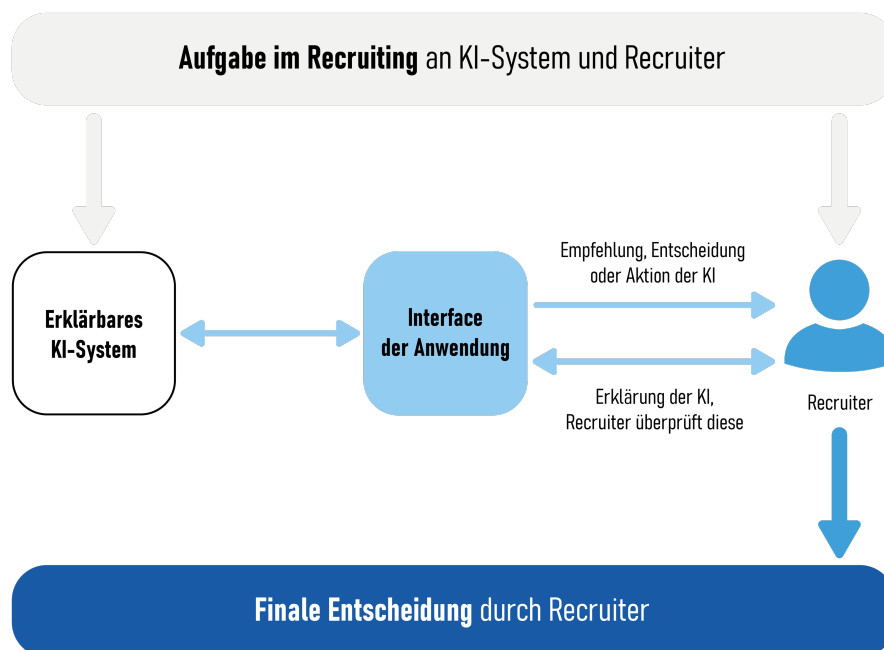 Aufgabe im Recruiting an KI-System und Recruiter
Erklärbares
KI-System
Interface
der Anwendung
Empfehlung, Entscheidung
oder Aktion der KI
Erklärung der KI,
Recruiter überprüft diese
Recruiter
Finale Entscheidung durch Recruiter